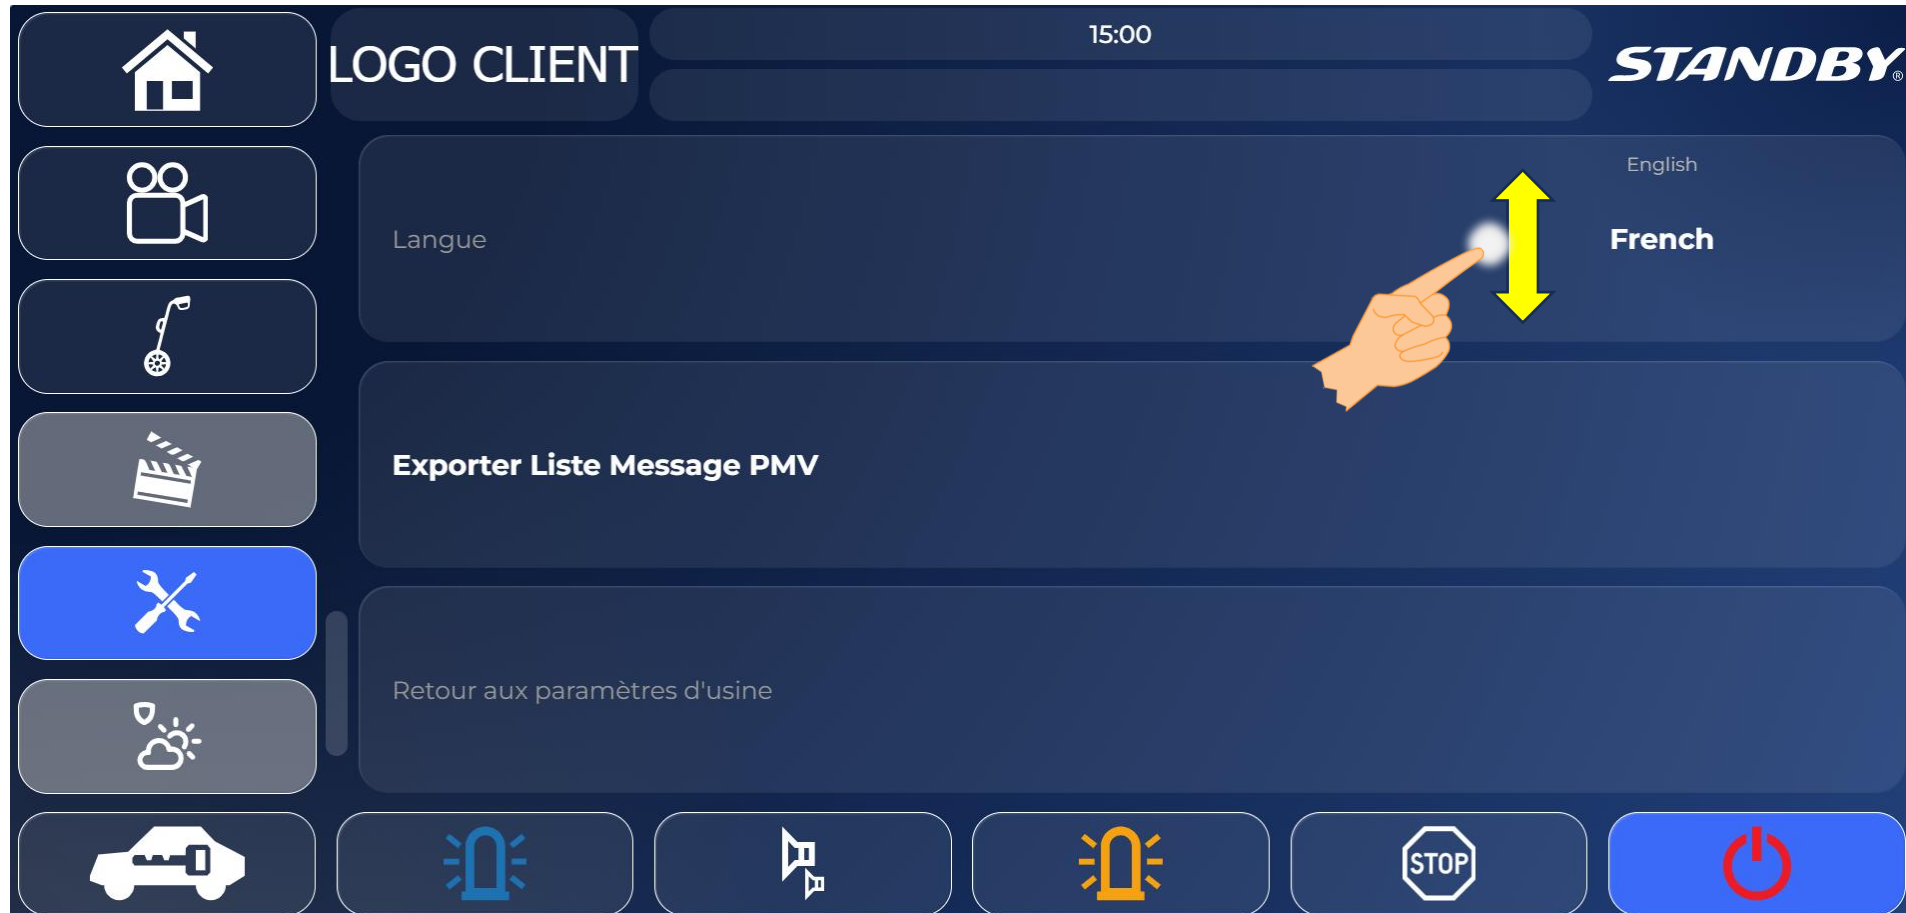 LOGO CLIENT
15:00
STANDBY®
English
Langue
French
Exporter Liste Message PMV
Retour aux paramètres d'usine
STOP